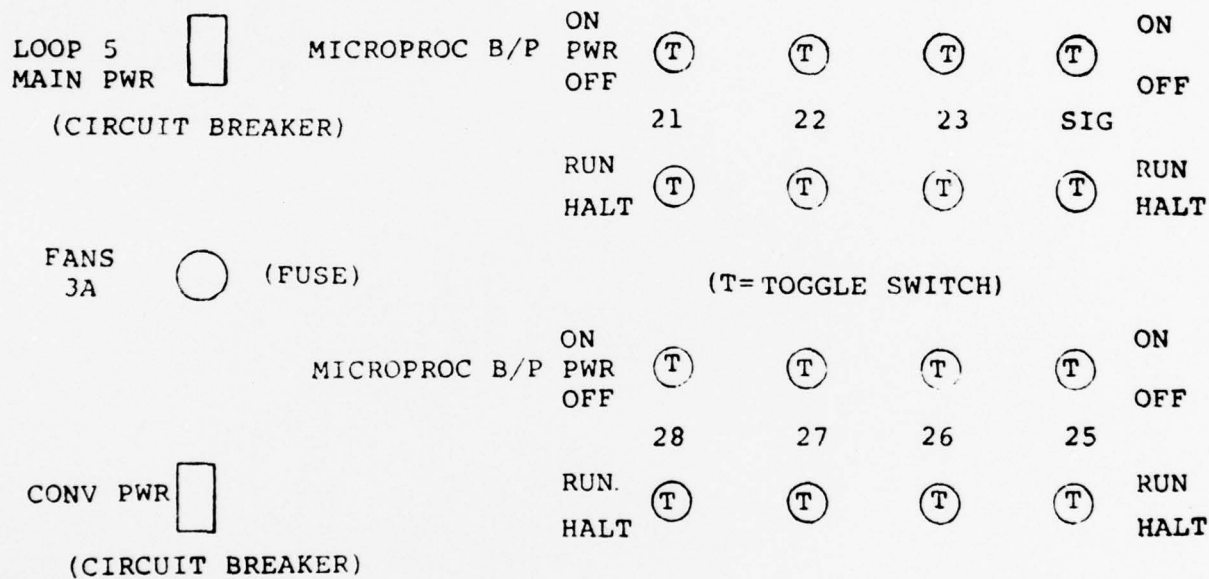 LOOP 5
MAIN PWR
(CIRCUIT BREAKER)
MICROPROC B/P
ON
PWR
OFF
T T T T
ON
OFF
21 22 23 SIG
RUN
HALT
T T T T
RUN
HALT
FANS
3A
(FUSE)
(T=TOGGLE SWITCH)
MICROPROC B/P
ON
PWR
OFF
T T T T
ON
OFF
28 27 26 25
CONV PWR
(CIRCUIT BREAKER)
RUN.
HALT
T T T T
RUN
HALT